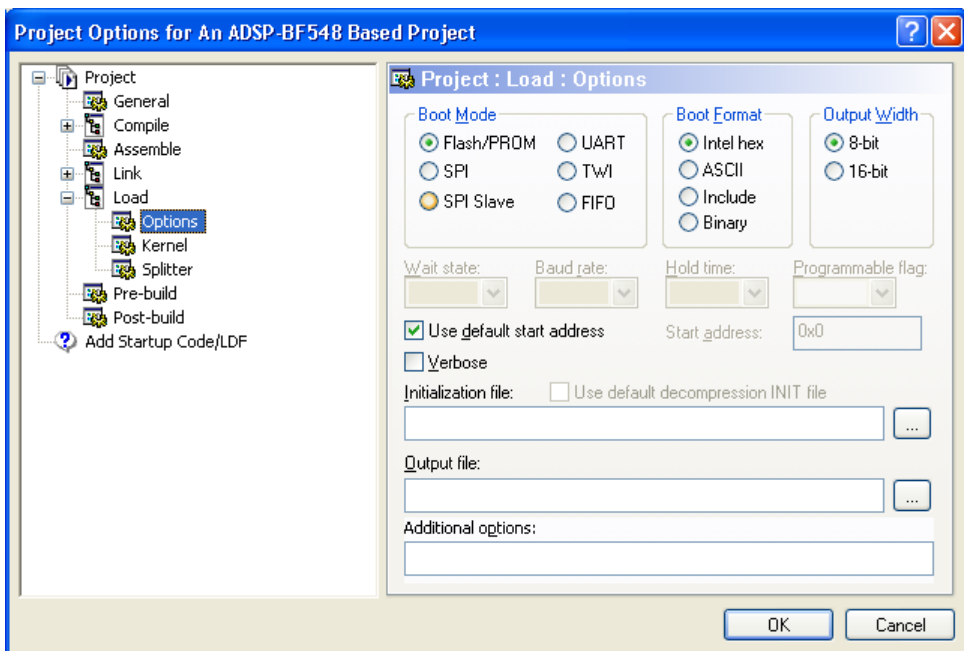 Project Options for An ADSP-BF548 Based Project
Project
General
Compile
Assemble
Link
Load
Options
Kernel
Splitter
Pre-build
Post-build
Add Startup Code/LDF
Project : Load : Options
Boot Mode
Flash/PROM
UART
SPI
TWI
SPI Slave
FIFO
Boot Format
Intel hex
ASCII
Include
Binary
Output Width
8-bit
16-bit
Wait state:
Baud rate:
Hold time:
Programmable flag:
Use default start address
Start address:
0x0
Verbose
Initialization file:
Use default decompression INIT file
...
Output file:
...
Additional options:
OK
Cancel